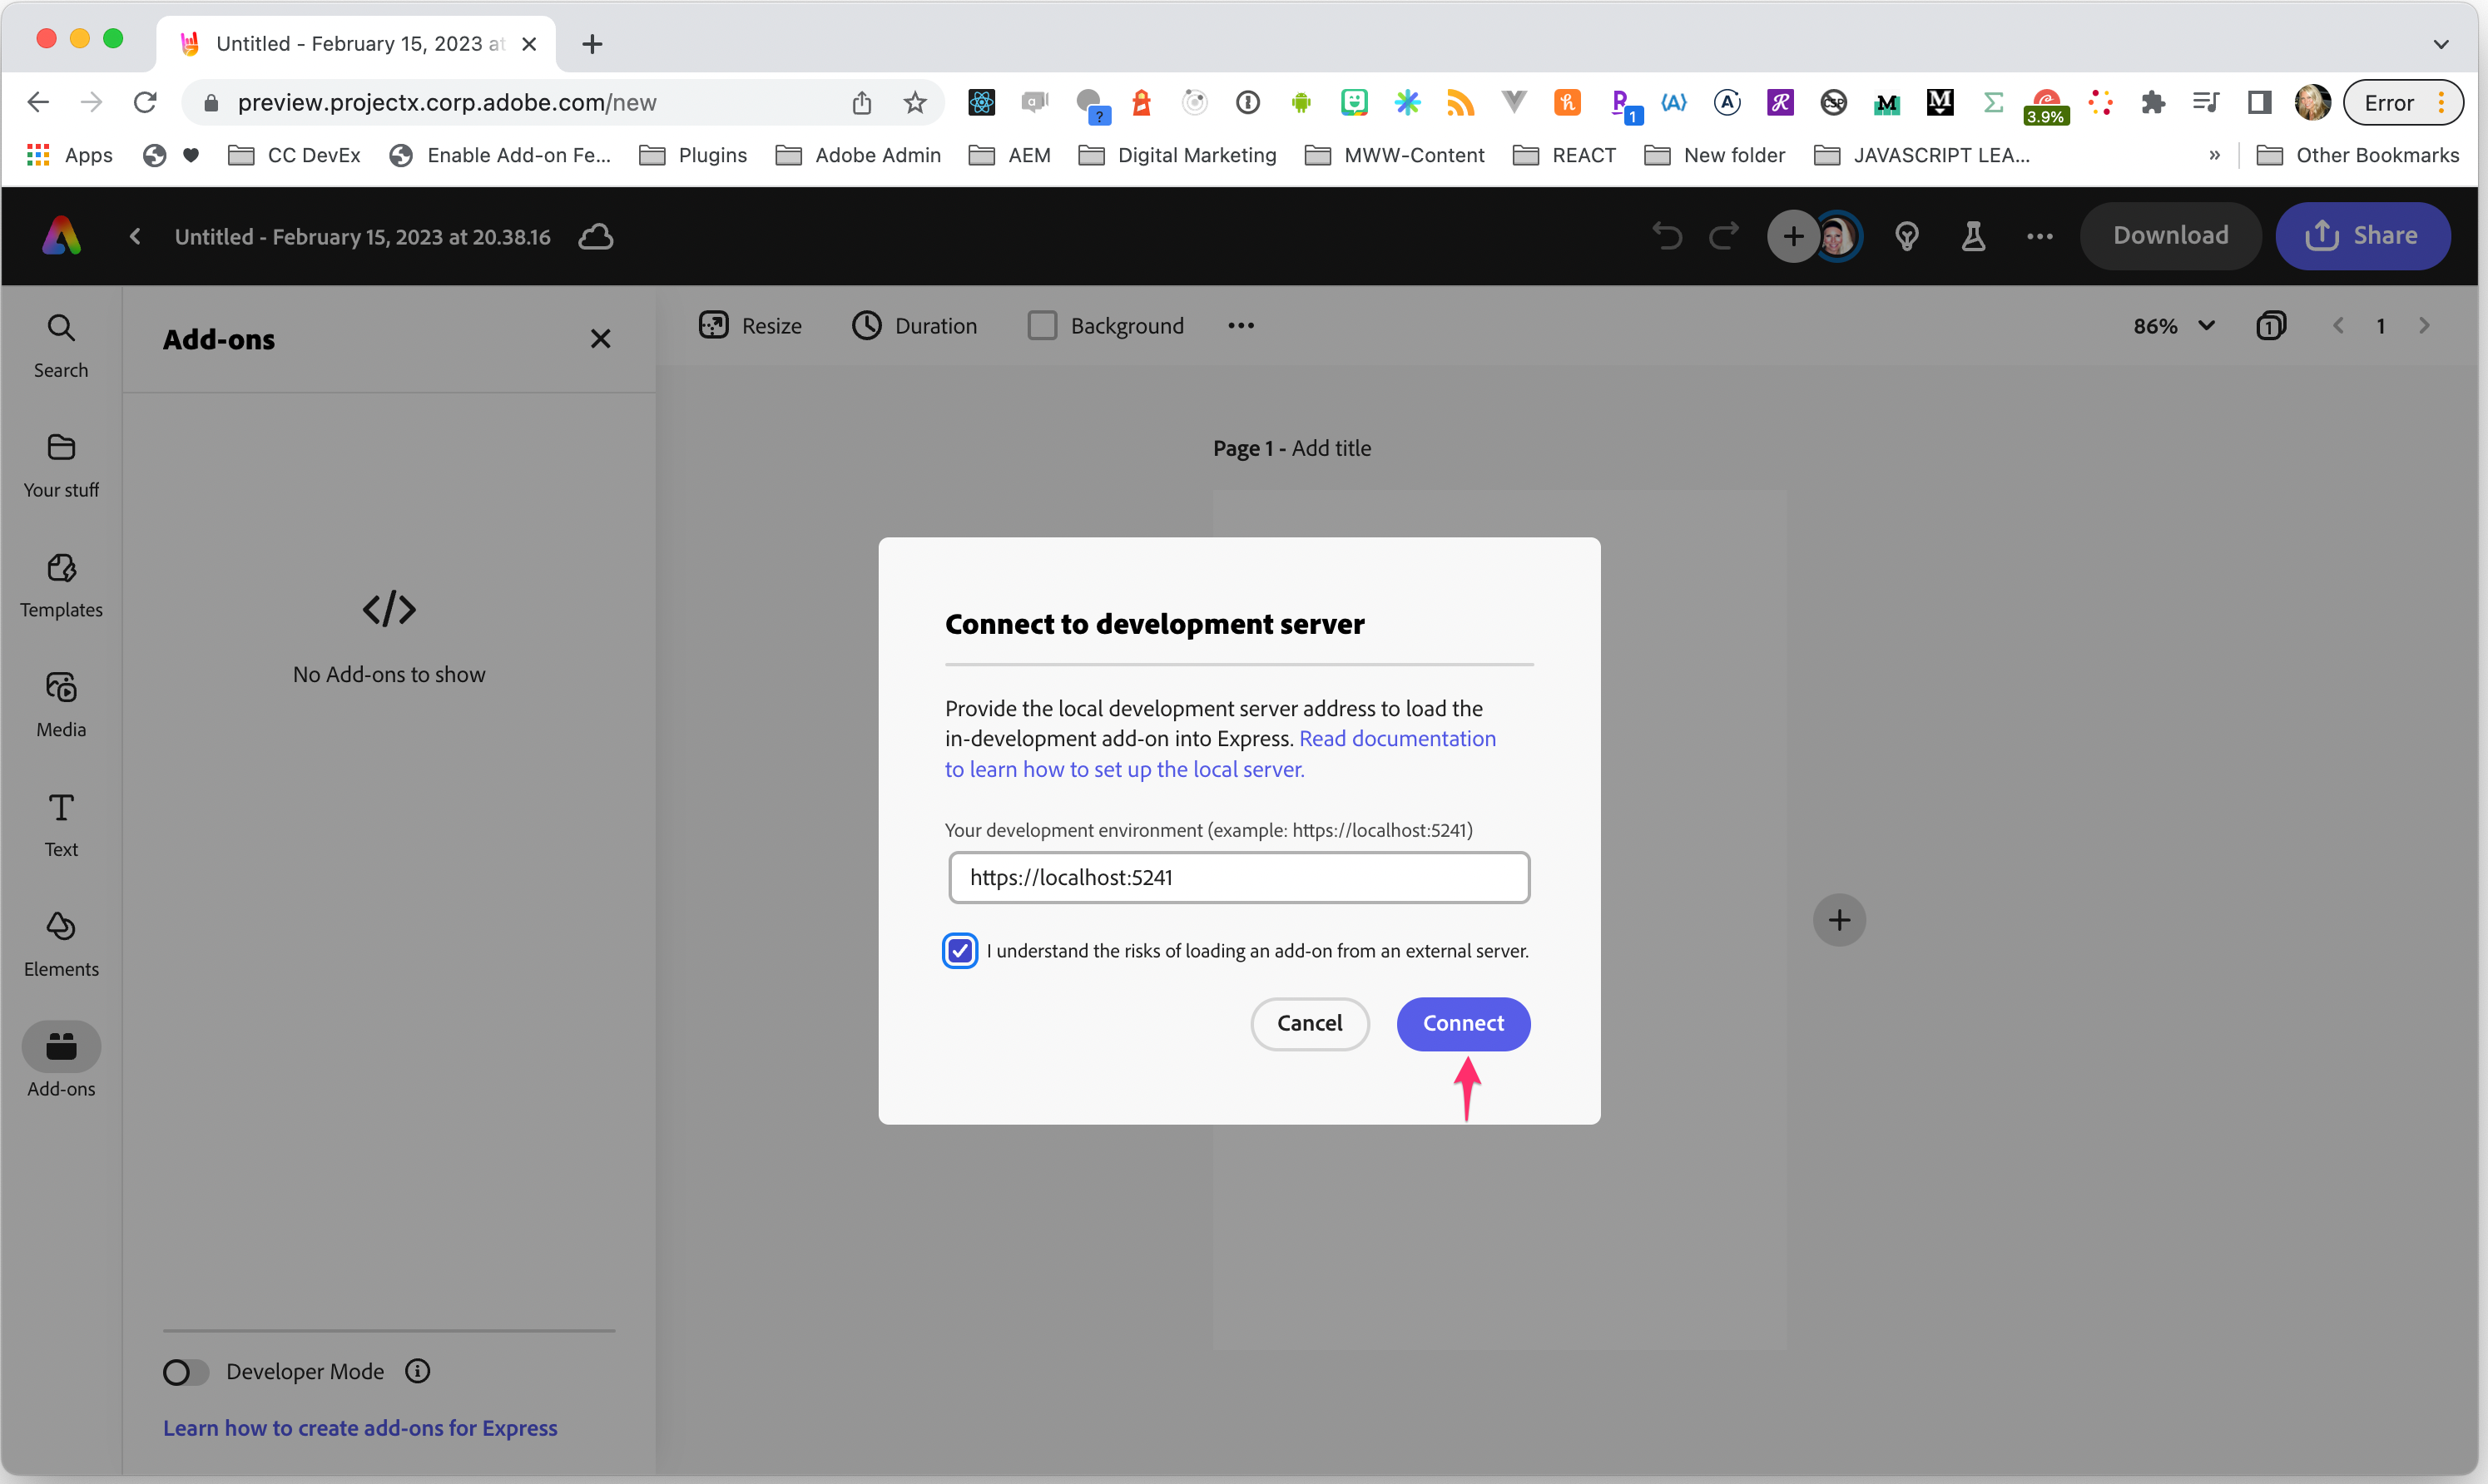 Untitled - February 15, 2023 at
preview.projectx.corp.adobe.com/new
?
1
3.9%
Error
Apps
CC DevEx
Enable Add-on Fe...
Plugins
Adobe Admin
AEM
Digital Marketing
MWW-Content
REACT
New folder
JAVASCRIPT LEA...
»
Other Bookmarks
Untitled - February 15, 2023 at 20.38.16
Download
Share
Search
Your stuff
Templates
Media
Text
Elements
Add-ons
Add-ons
</>
No Add-ons to show
Developer Mode
Learn how to create add-ons for Express
Resize
Duration
Background
86%
1
1
Page 1 - Add title
Connect to development server
Provide the local development server address to load the
in-development add-on into Express. Read documentation
to learn how to set up the local server.
Your development environment (example: https://localhost:5241)
https://localhost:5241
I understand the risks of loading an add-on from an external server.
Cancel
Connect